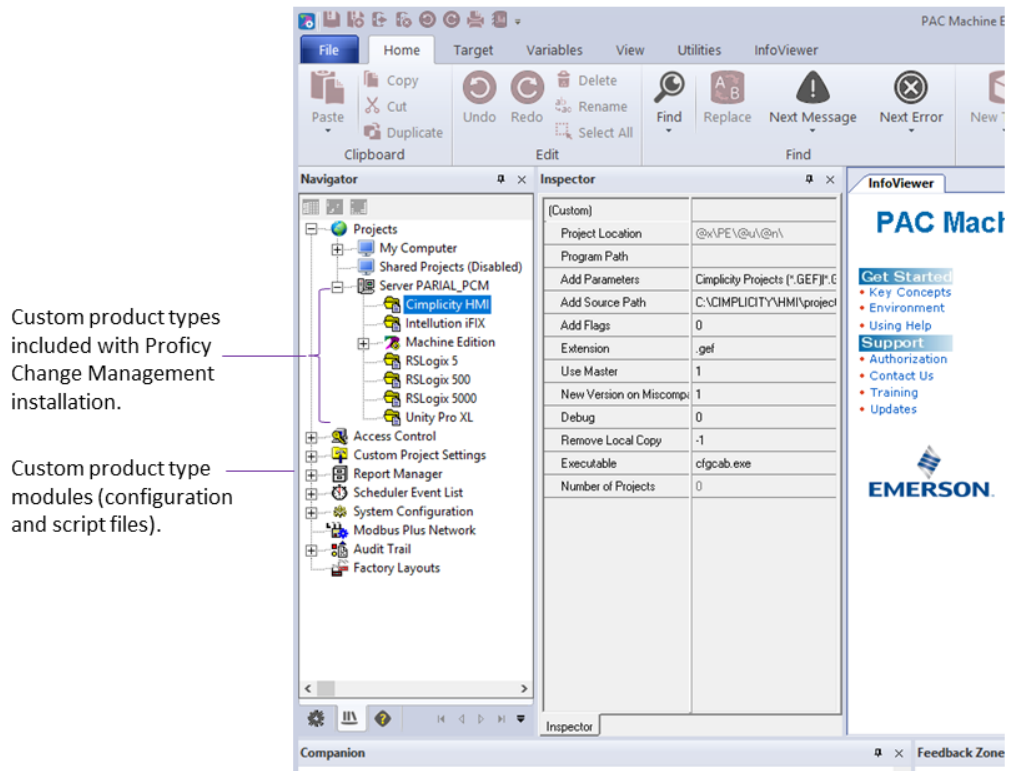 PAC Machine E
File Home Target Variables View Utilities InfoViewer
Paste
Copy
Cut
Duplicate
Clipboard
Undo
Redo
Delete
Rename
Select All
Edit
Find
Replace
Next Message
Next Error
New
Find
Navigator
Projects
My Computer
Shared Projects (Disabled)
Server PARIAL_PCM
Cimplicity HMI
Intellution iFIX
Machine Edition
RSLogix 5
RSLogix 500
RSLogix 5000
Unity Pro XL
Access Control
Custom Project Settings
Report Manager
Scheduler Event List
System Configuration
Modbus Plus Network
Audit Trail
Factory Layouts
Custom product types
included with Proficy
Change Management
installation.
Custom product type
modules (configuration
and script files).
Inspector
(Custom)
Project Location @x\PE\@u\@n\
Program Path
Add Parameters Cimplicity Projects (*.GEF)|*.G
Add Source Path C:\CIMPLICITY\HMI\project
Add Flags 0
Extension .gef
Use Master 1
New Version on Miscompa 1
Debug 0
Remove Local Copy -1
Executable cfgcab.exe
Number of Projects 0
Inspector
InfoViewer
PAC Mach
Get Started
Key Concepts
Environment
Using Help
Support
Authorization
Contact Us
Training
Updates
EMERSON.
Companion
Feedback Zone